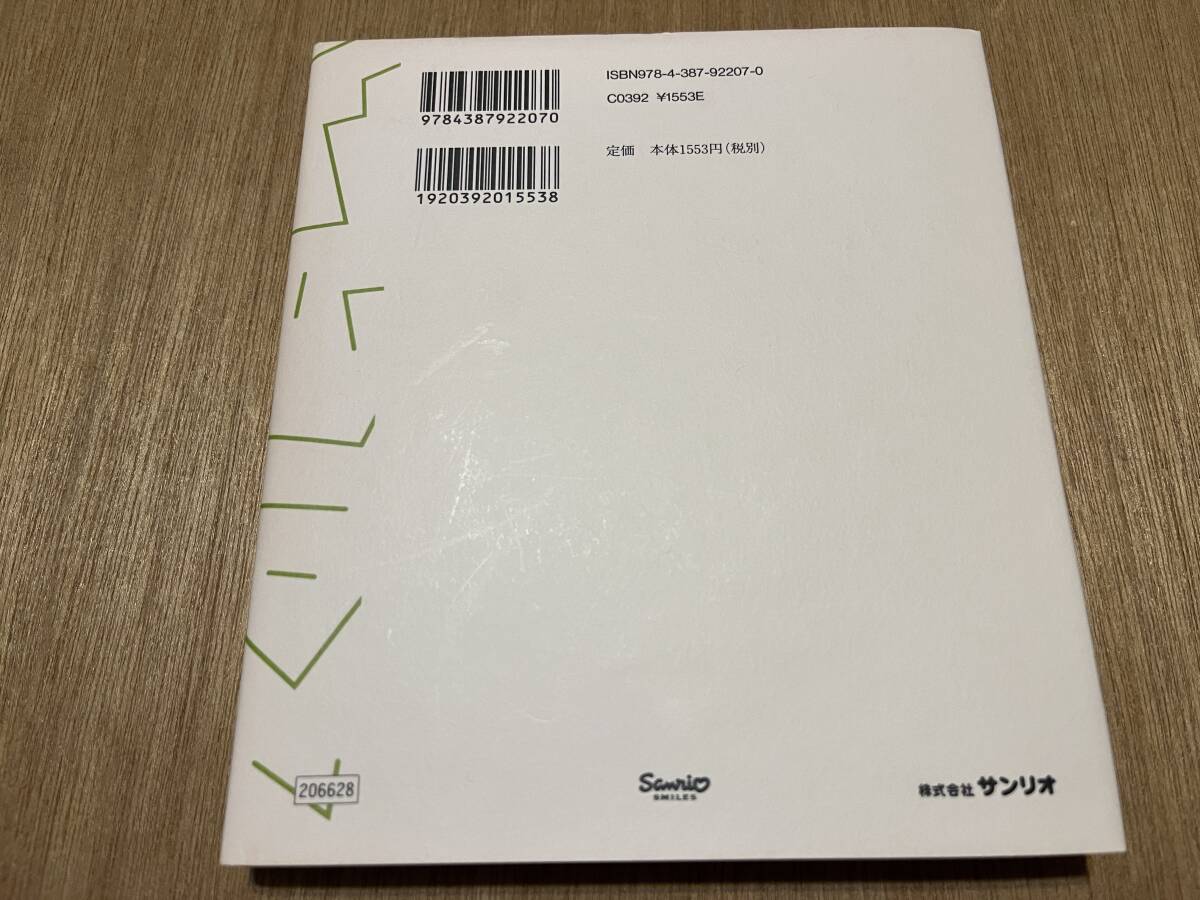 9784387922070
1920392015538
ISBN978-4-387-92207-0
C0392 ¥1553E
定価 本体1553円(税別)
206628
Sanrio
SMILES
株式会社 サンリオ